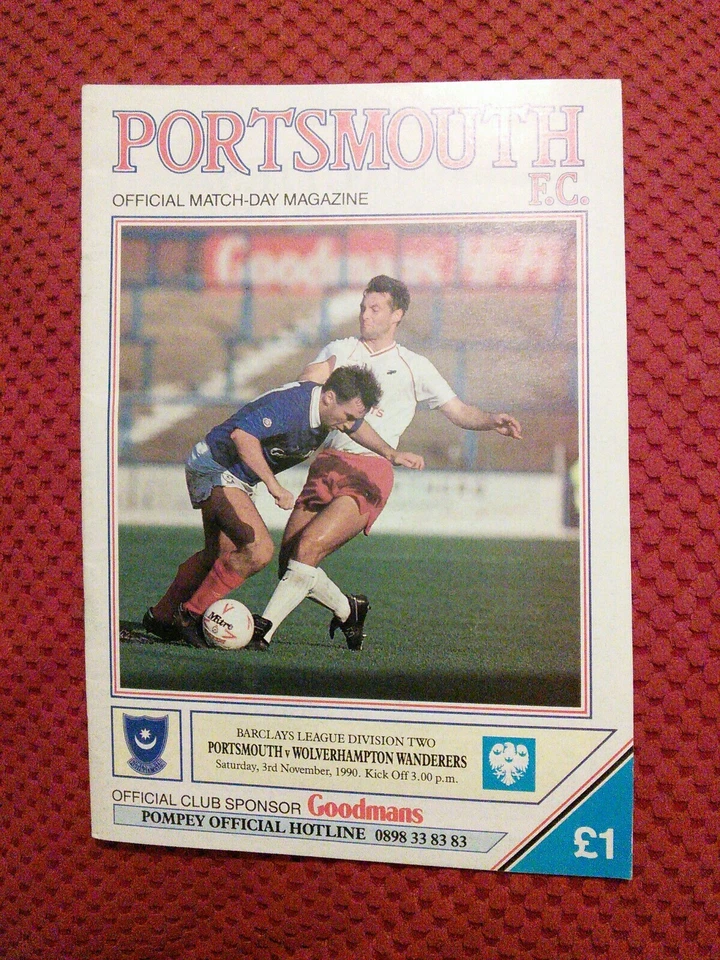 PORTSMOUTH
F.C.
OFFICIAL MATCH-DAY MAGAZINE
Goodmans
Mitre
BARCLAYS LEAGUE DIVISION TWO
PORTSMOUTH v WOLVERHAMPTON WANDERERS
Saturday, 3rd November, 1990. Kick Off 3.00 p.m.
OFFICIAL CLUB SPONSOR Goodmans
POMPEY OFFICIAL HOTLINE 0898 33 83 83
£1